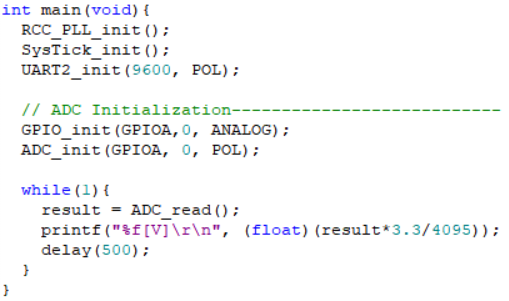 int main(void){
  RCC_PLL_init();
  SysTick_init();
  UART2_init(9600, POL);

  // ADC Initialization---------------------------
  GPIO_init(GPIOA,0, ANALOG);
  ADC_init(GPIOA, 0, POL);

  while(1){
    result = ADC_read();
    printf("%f[V]\r\n", (float)(result*3.3/4095));
    delay(500);
  }
}